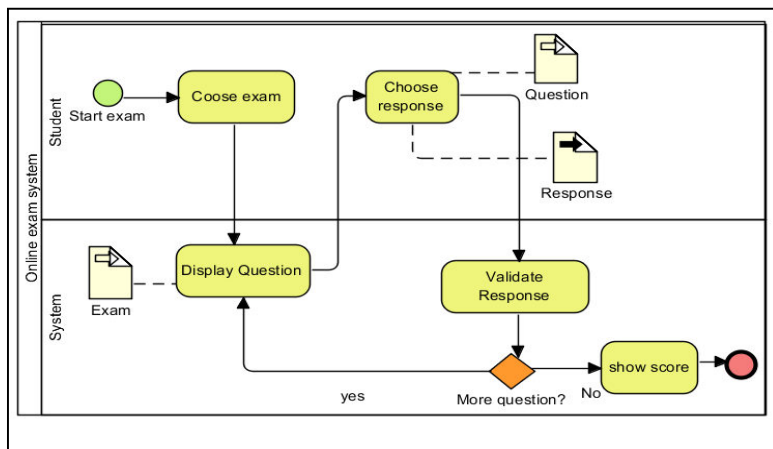 Online exam system
Student
Start exam
Coose exam
Choose
response
Question
Response
System
Exam
Display Question
Validate
Response
More question?
yes
No
show score